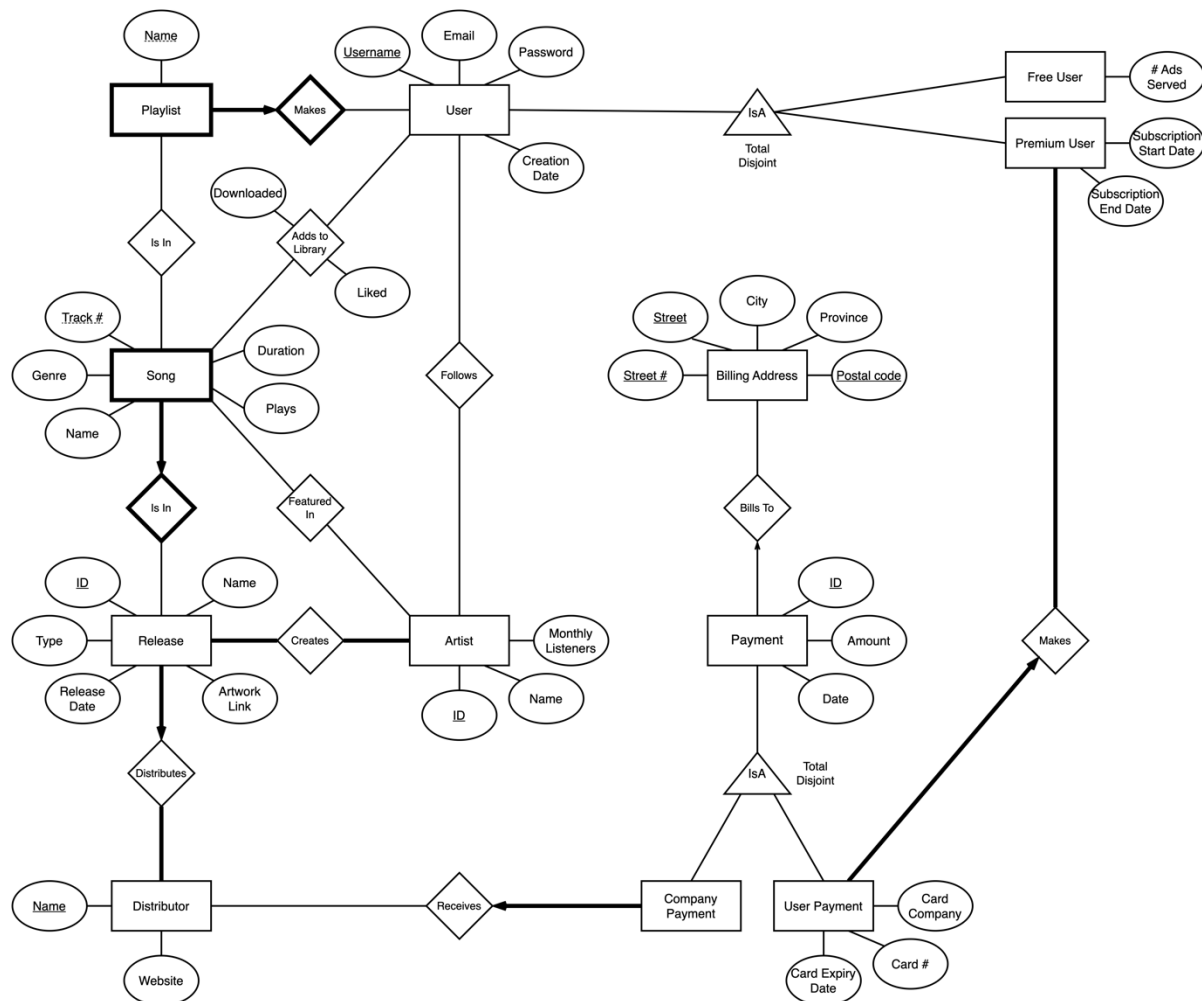 Name
Email
Username
Password
Playlist
Makes
User
Free User
# Ads
Served
IsA
Total
Disjoint
Premium User
Subscription
Start Date
Subscription
End Date
Creation
Date
Downloaded
Is In
Adds to
Library
Liked
Track #
Duration
Genre
Song
Plays
Name
Follows
City
Street
Province
Street #
Billing Address
Postal code
Is In
Featured
In
Bills To
ID
Name
Type
Release
Creates
Artist
Monthly
Listeners
Release
Date
Artwork
Link
ID
Name
ID
Payment
Amount
Date
Makes
Distributes
IsA
Total
Disjoint
Name
Distributor
Website
Receives
Company
Payment
User Payment
Card
Company
Card #
Card Expiry
Date